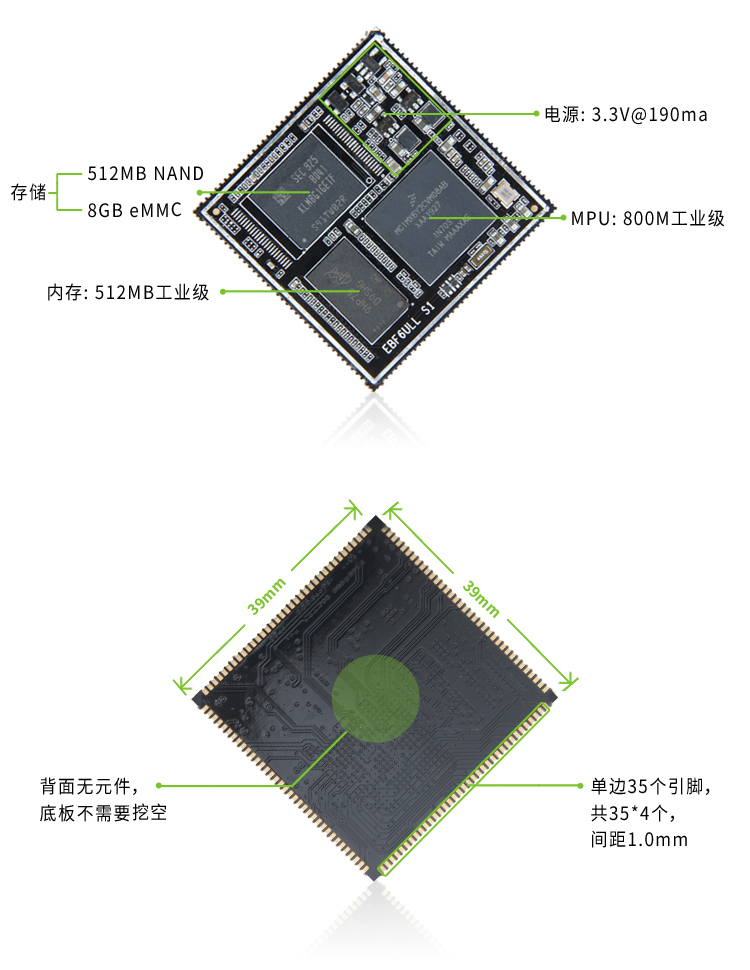 电源: 3.3V@190ma
512MB NAND
存储
8GB eMMC
MPU: 800M工业级
内存: 512MB工业级
SEC 925
KLM8G1GETF
EBF6ULL S1
39mm
39mm
背面无元件，
底板不需要挖空
单边35个引脚，
共35*4个，
间距1.0mm